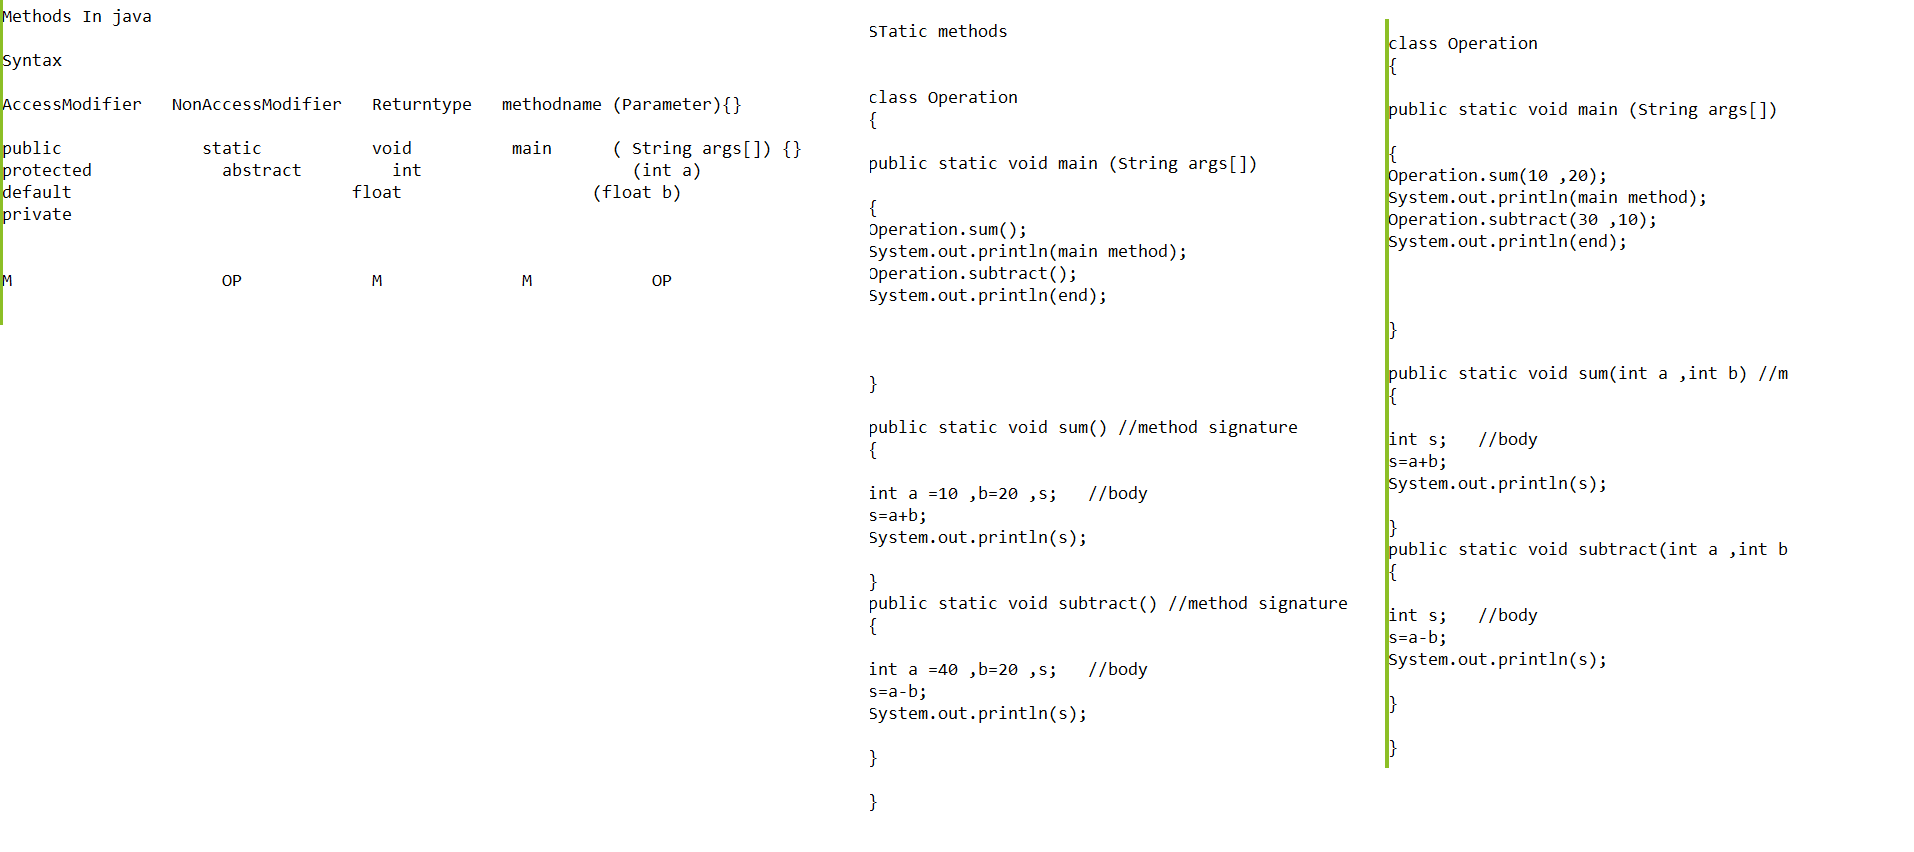 Methods In java
Syntax
AccessModifier NonAccessModifier Returntype methodname (Parameter){}
public static void main ( String args[]) {}
protected abstract int (int a)
default float (float b)
private
M OP M M OP
STatic methods
class Operation
{
public static void main (String args[])
{
Operation.sum();
System.out.println(main method);
Operation.subtract();
System.out.println(end);
}
public static void sum() //method signature
{
int a =10 ,b=20 ,s; //body
s=a+b;
System.out.println(s);
}
public static void subtract() //method signature
{
int a =40 ,b=20 ,s; //body
s=a-b;
System.out.println(s);
}
}
class Operation
{
public static void main (String args[])
{
Operation.sum(10 ,20);
System.out.println(main method);
Operation.subtract(30 ,10);
System.out.println(end);
}
public static void sum(int a ,int b) //m
{
int s; //body
s=a+b;
System.out.println(s);
}
public static void subtract(int a ,int b
{
int s; //body
s=a-b;
System.out.println(s);
}
}